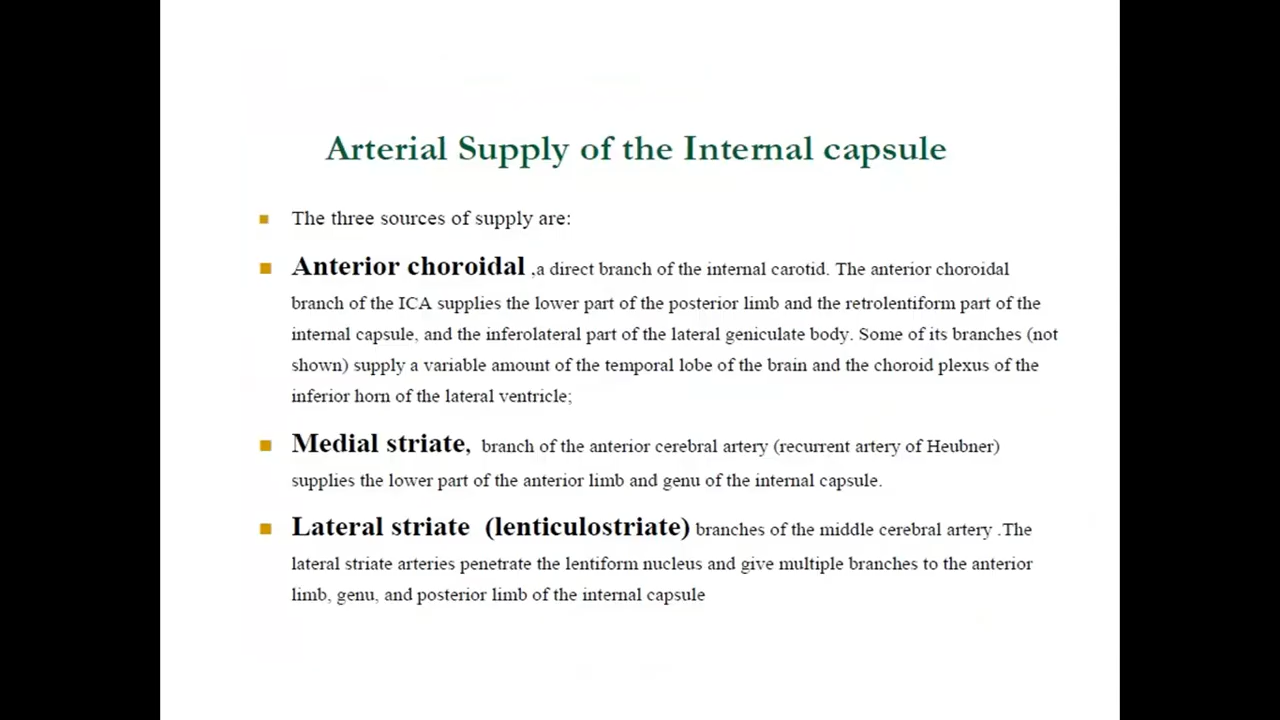 Arterial Supply of the Internal capsule
The three sources of supply are:
Anterior choroidal ,a direct branch of the internal carotid. The anterior choroidal
branch of the ICA supplies the lower part of the posterior limb and the retrolentiform part of the
internal capsule, and the inferolateral part of the lateral geniculate body. Some of its branches (not
shown) supply a variable amount of the temporal lobe of the brain and the choroid plexus of the
inferior horn of the lateral ventricle;
Medial striate, branch of the anterior cerebral artery (recurrent artery of Heubner)
supplies the lower part of the anterior limb and genu of the internal capsule.
Lateral striate (lenticulostriate) branches of the middle cerebral artery .The
lateral striate arteries penetrate the lentiform nucleus and give multiple branches to the anterior
limb, genu, and posterior limb of the internal capsule